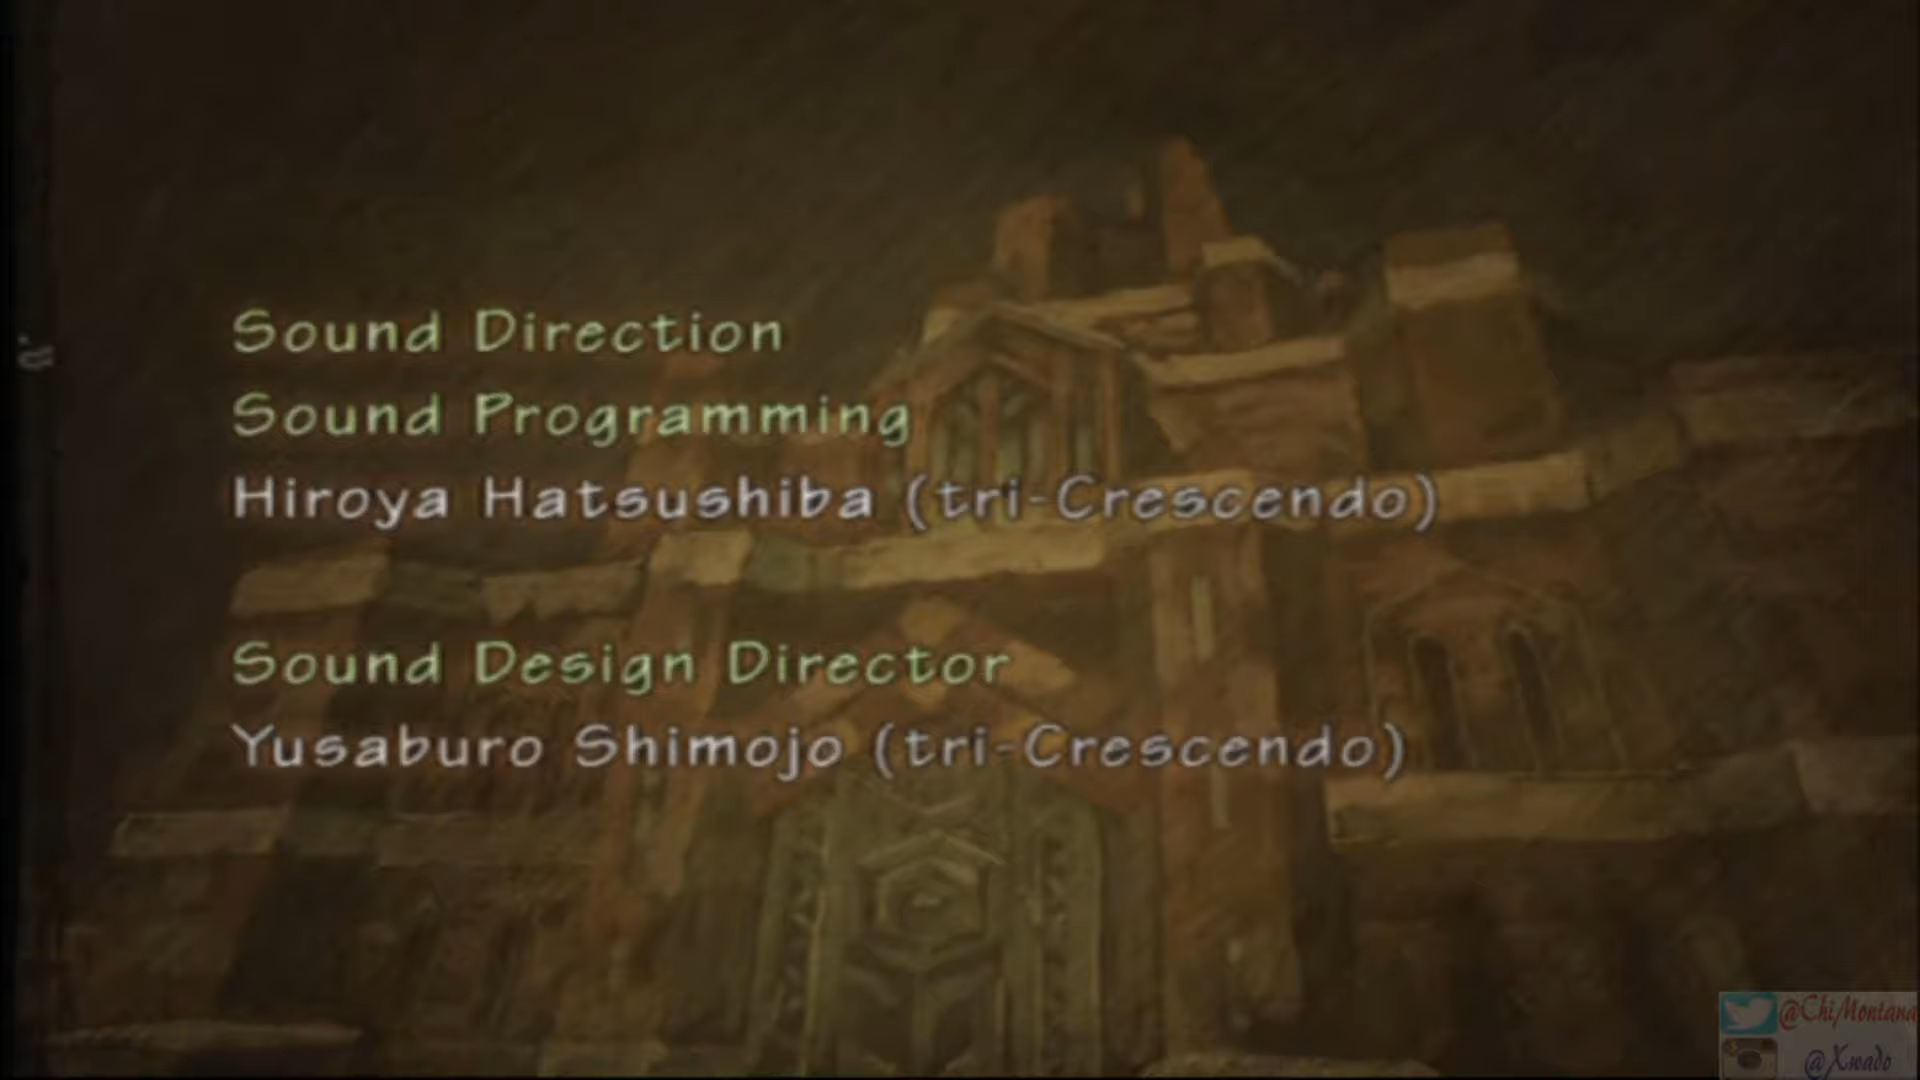 Sound Direction
Sound Programming
Hiroya Hatsushiba (tri-Crescendo)
Sound Design Director
Yusaburo Shimojo (tri-Crescendo)
@ChiMontana
@Xwado